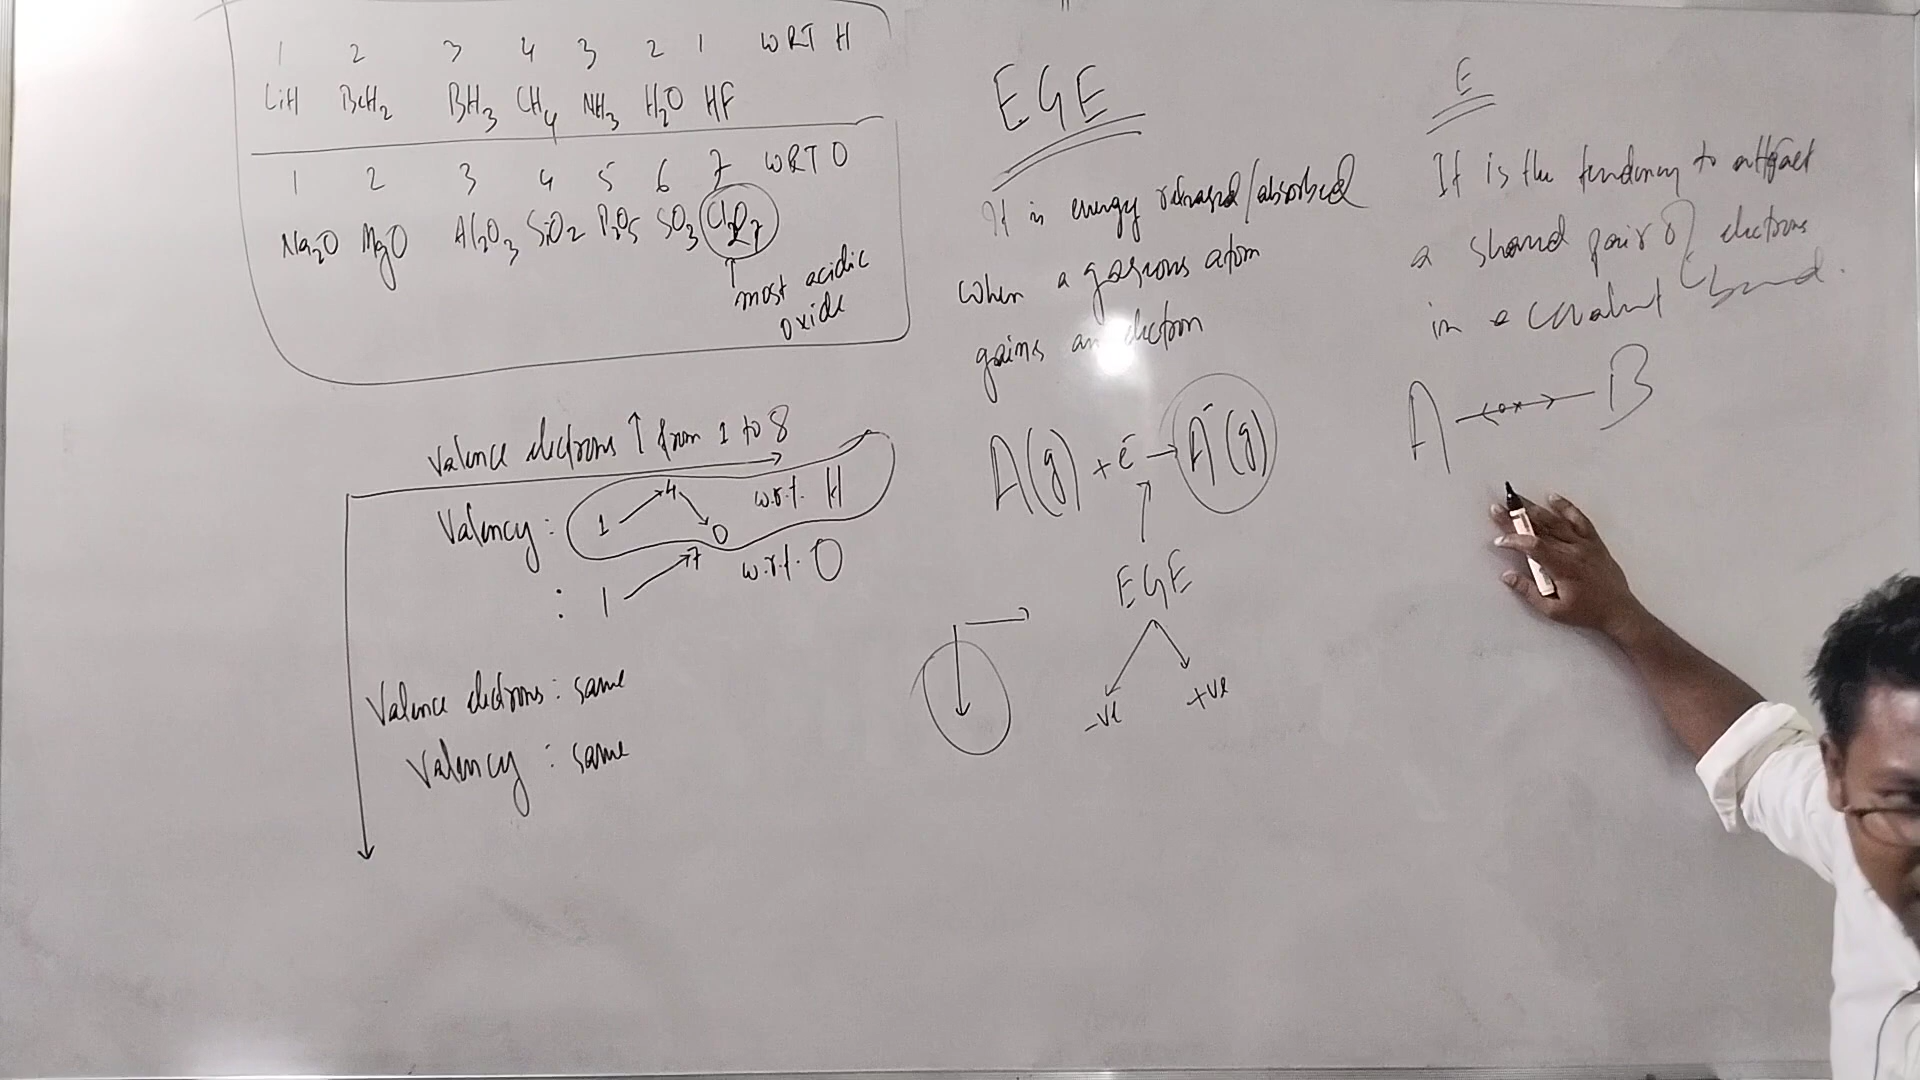 1 2 3 4 3 2 1 WRT H
LiH BeH2 BH3 CH4 NH3 H2O HF
1 2 3 4 5 6 7 WRT O
Na2O MgO Al2O3 SiO2 P2O5 SO3 Cl2O7
most acidic
oxide
Valence electrons ↑ from 1 to 8
Valency : 1 → 4 → 0 w.r.t. H
: 1 → 7 w.r.t. O
Valence electrons : same
Valency : same
EGE
It is energy released/absorbed
when a gaseous atom
gains an electron
A(g) + e⁻ → A⁻(g)
EGE
-ve +ve
E
It is the tendency to attract
a shared pair of electrons
in a covalent bond.
A B